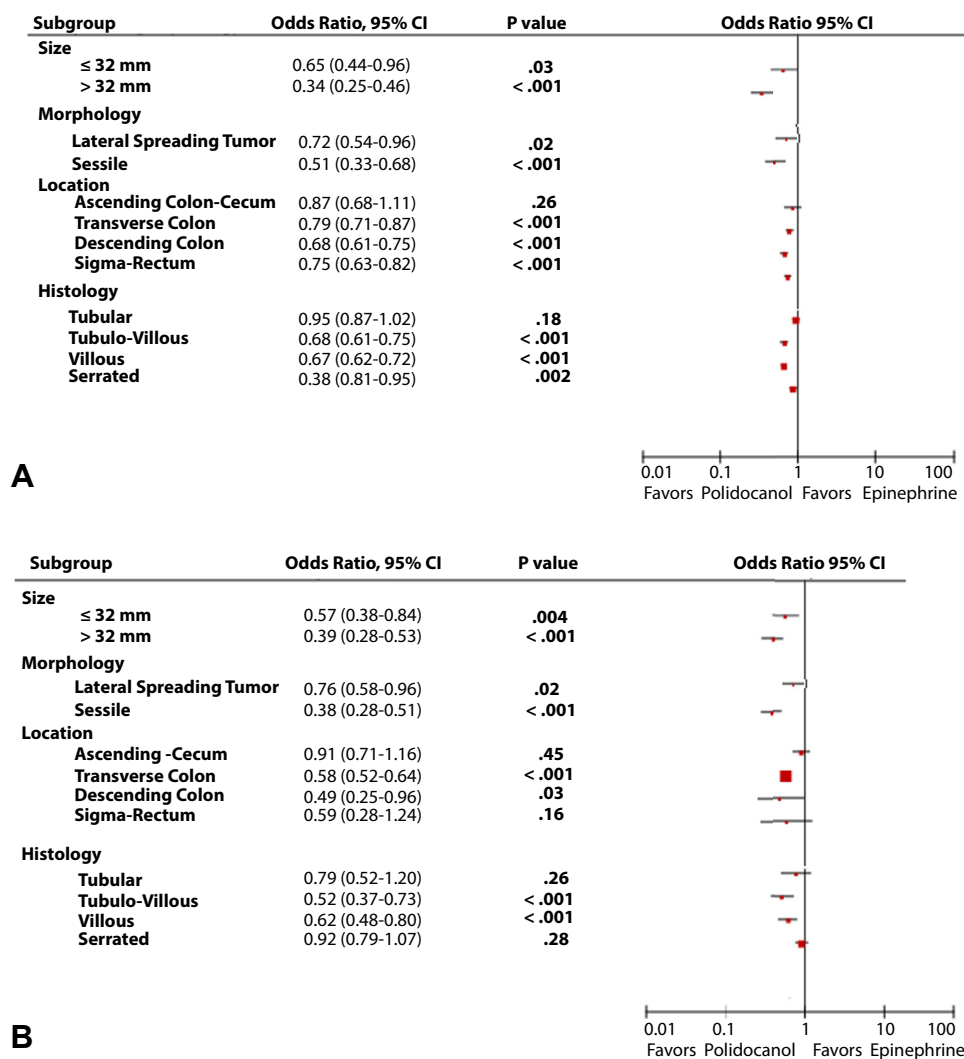 Subgroup Odds Ratio, 95% CI P value Odds Ratio 95% CI
Size
≤ 32 mm 0.65 (0.44-0.96) .03
> 32 mm 0.34 (0.25-0.46) < .001
Morphology
Lateral Spreading Tumor 0.72 (0.54-0.96) .02
Sessile 0.51 (0.33-0.68) < .001
Location
Ascending Colon-Cecum 0.87 (0.68-1.11) .26
Transverse Colon 0.79 (0.71-0.87) < .001
Descending Colon 0.68 (0.61-0.75) < .001
Sigma-Rectum 0.75 (0.63-0.82) < .001
Histology
Tubular 0.95 (0.87-1.02) .18
Tubulo-Villous 0.68 (0.61-0.75) < .001
Villous 0.67 (0.62-0.72) < .001
Serrated 0.38 (0.81-0.95) .002
0.01 0.1 1 10 100
Favors Polidocanol Favors Epinephrine
A
Subgroup Odds Ratio, 95% CI P value Odds Ratio 95% CI
Size
≤ 32 mm 0.57 (0.38-0.84) .004
> 32 mm 0.39 (0.28-0.53) < .001
Morphology
Lateral Spreading Tumor 0.76 (0.58-0.96) .02
Sessile 0.38 (0.28-0.51) < .001
Location
Ascending -Cecum 0.91 (0.71-1.16) .45
Transverse Colon 0.58 (0.52-0.64) < .001
Descending Colon 0.49 (0.25-0.96) .03
Sigma-Rectum 0.59 (0.28-1.24) .16
Histology
Tubular 0.79 (0.52-1.20) .26
Tubulo-Villous 0.52 (0.37-0.73) < .001
Villous 0.62 (0.48-0.80) < .001
Serrated 0.92 (0.79-1.07) .28
0.01 0.1 1 10 100
Favors Polidocanol Favors Epinephrine
B